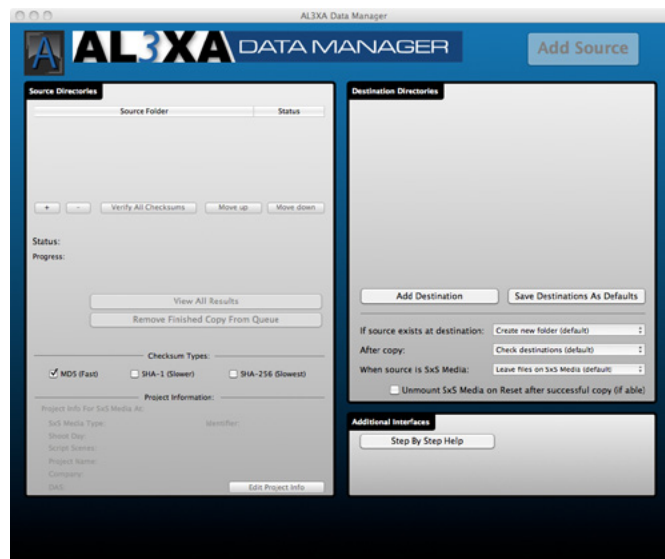 AL3XA Data Manager
AL3XA DATA MANAGER
Add Source
Source Directories
Source Folder Status
+ - Verify All Checksums Move up Move down
Status:
Progress:
View All Results
Remove Finished Copy From Queue
Checksum Types:
MD5 (Fast) SHA-1 (Slower) SHA-256 (Slowest)
Project Information:
Project Info For SxS Media At:
SxS Media Type: Identifier:
Shoot Day:
Script Scenes:
Project Name:
Company:
DAS:
Edit Project Info
Destination Directories
Add Destination Save Destinations As Defaults
If source exists at destination: Create new folder (default)
After copy: Check destinations (default)
When source is SxS Media: Leave files on SxS Media (default)
Unmount SxS Media on Reset after successful copy (if able)
Additional Interfaces
Step By Step Help